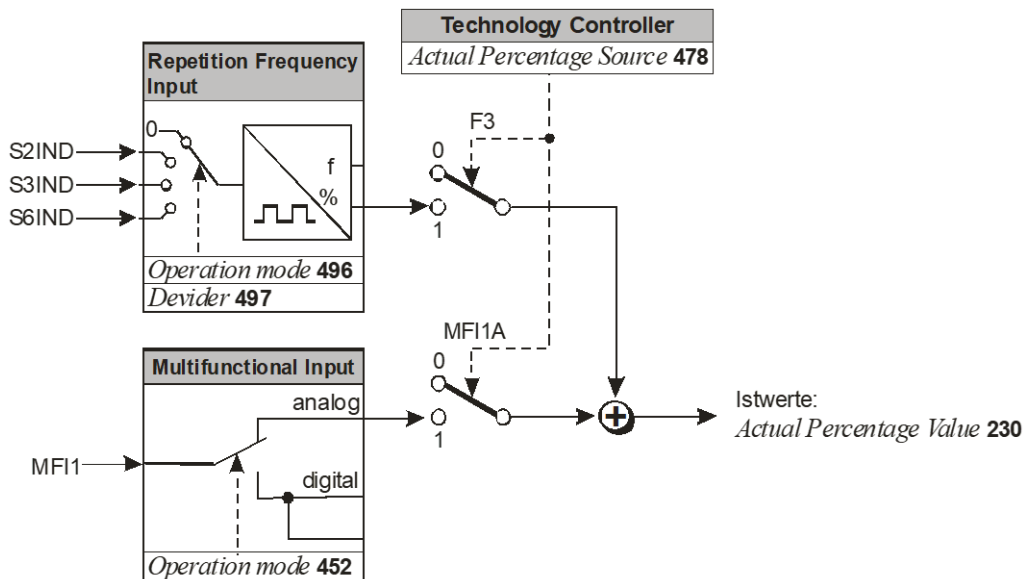 Technology Controller
Actual Percentage Source 478
Repetition Frequency
Input
0
S2IND
S3IND
S6IND
f
%
Operation mode 496
Devider 497
F3
0
1
MFI1A
0
1
Multifunctional Input
analog
digital
MFI1
Operation mode 452
Istwerte:
Actual Percentage Value 230